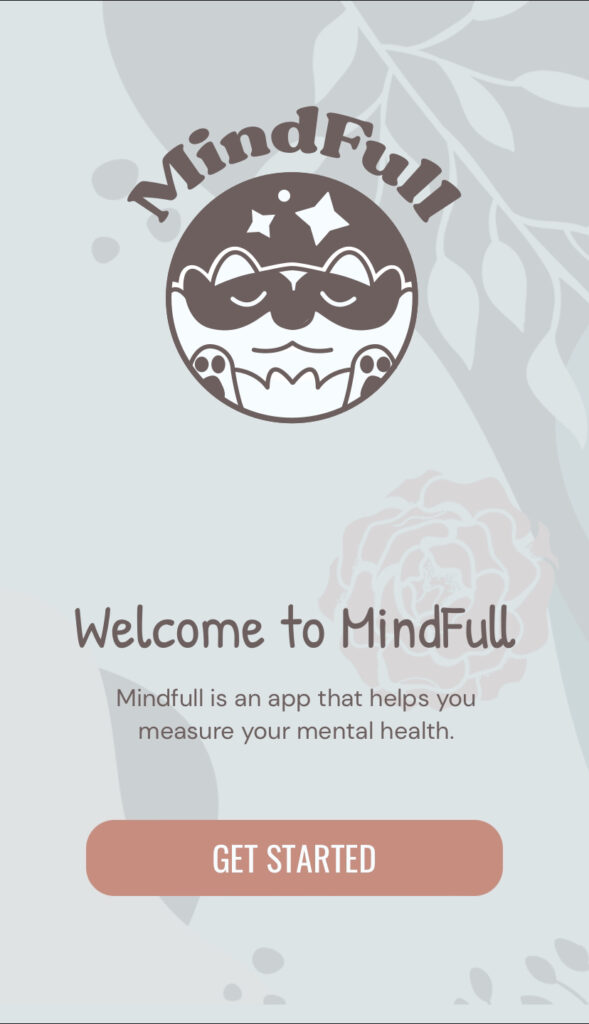 MindFull
Welcome to MindFull
Mindfull is an app that helps you
measure your mental health.
GET STARTED